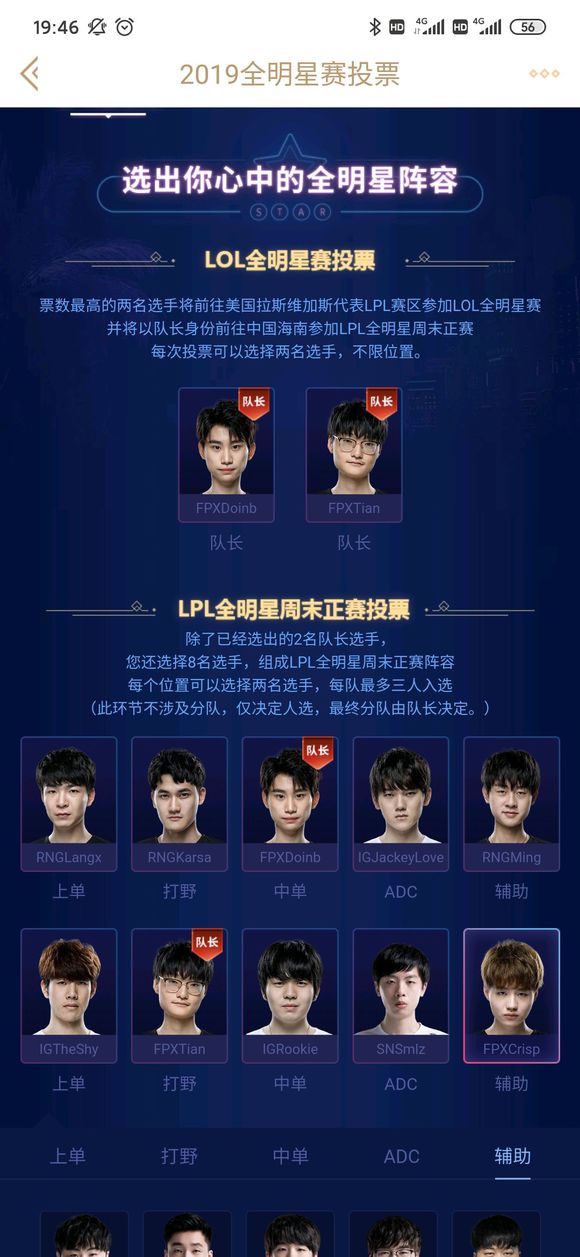 19:46
HD 4G HD 4G 56
2019全明星赛投票
选出你心中的全明星阵容
STAR
LOL全明星赛投票
票数最高的两名选手将前往美国拉斯维加斯代表LPL赛区参加LOL全明星赛
并将以队长身份前往中国海南参加LPL全明星周末正赛
每次投票可以选择两名选手，不限位置。
队长 队长
FPXDoinb FPXTian
队长 队长
LPL全明星周末正赛投票
除了已经选出的2名队长选手，
您还选择8名选手，组成LPL全明星周末正赛阵容
每个位置可以选择两名选手，每队最多三人入选
（此环节不涉及分队，仅决定人选，最终分队由队长决定。）
队长
RNGLangx RNGKarsa FPXDoinb IGJackeyLove RNGMing
上单 打野 中单 ADC 辅助
队长
IGTheShy FPXTian IGRookie SNSmlz FPXCrisp
上单 打野 中单 ADC 辅助
上单 打野 中单 ADC 辅助